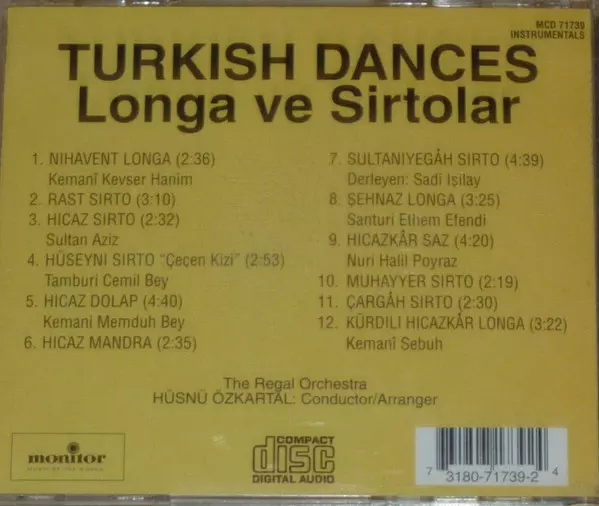 MCD 71739
INSTRUMENTALS
TURKISH DANCES
Longa ve Sirtolar
1. NIHAVENT LONGA (2:36)
Kemanî Kevser Hanim
2. RAST SIRTO (3:10)
3. HICAZ SIRTO (2:32)
Sultan Aziz
4. HÜSEYNI SIRTO “Çeçen Kizi” (2:53)
Tamburi Cemil Bey
5. HICAZ DOLAP (4:40)
Kemani Memduh Bey
6. HICAZ MANDRA (2:35)
7. SULTANIYEGÂH SIRTO (4:39)
Derleyen: Sadi Işilay
8. ŞEHNAZ LONGA (3:25)
Santuri Ethem Efendi
9. HICAZKÂR SAZ (4:20)
Nuri Halil Poyraz
10. MUHAYYER SIRTO (2:19)
11. ÇARGÂH SIRTO (2:30)
12. KÜRDILI HICAZKÂR LONGA (3:22)
Kemanî Şebuh
The Regal Orchestra
HÜSNÜ ÖZKARTAL: Conductor/Arranger
monitor
COMPACT
disc
DIGITAL AUDIO
7 3180-71739-2 4